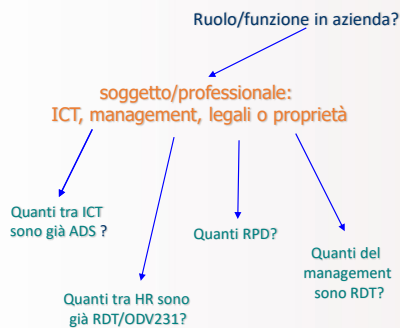 Ruolo/funzione in azienda?
soggetto/professionale:
ICT, management, legali o proprietà
Quanti tra ICT
sono già ADS ?
Quanti RPD?
Quanti del
management
sono RDT?
Quanti tra HR sono
già RDT/ODV231?